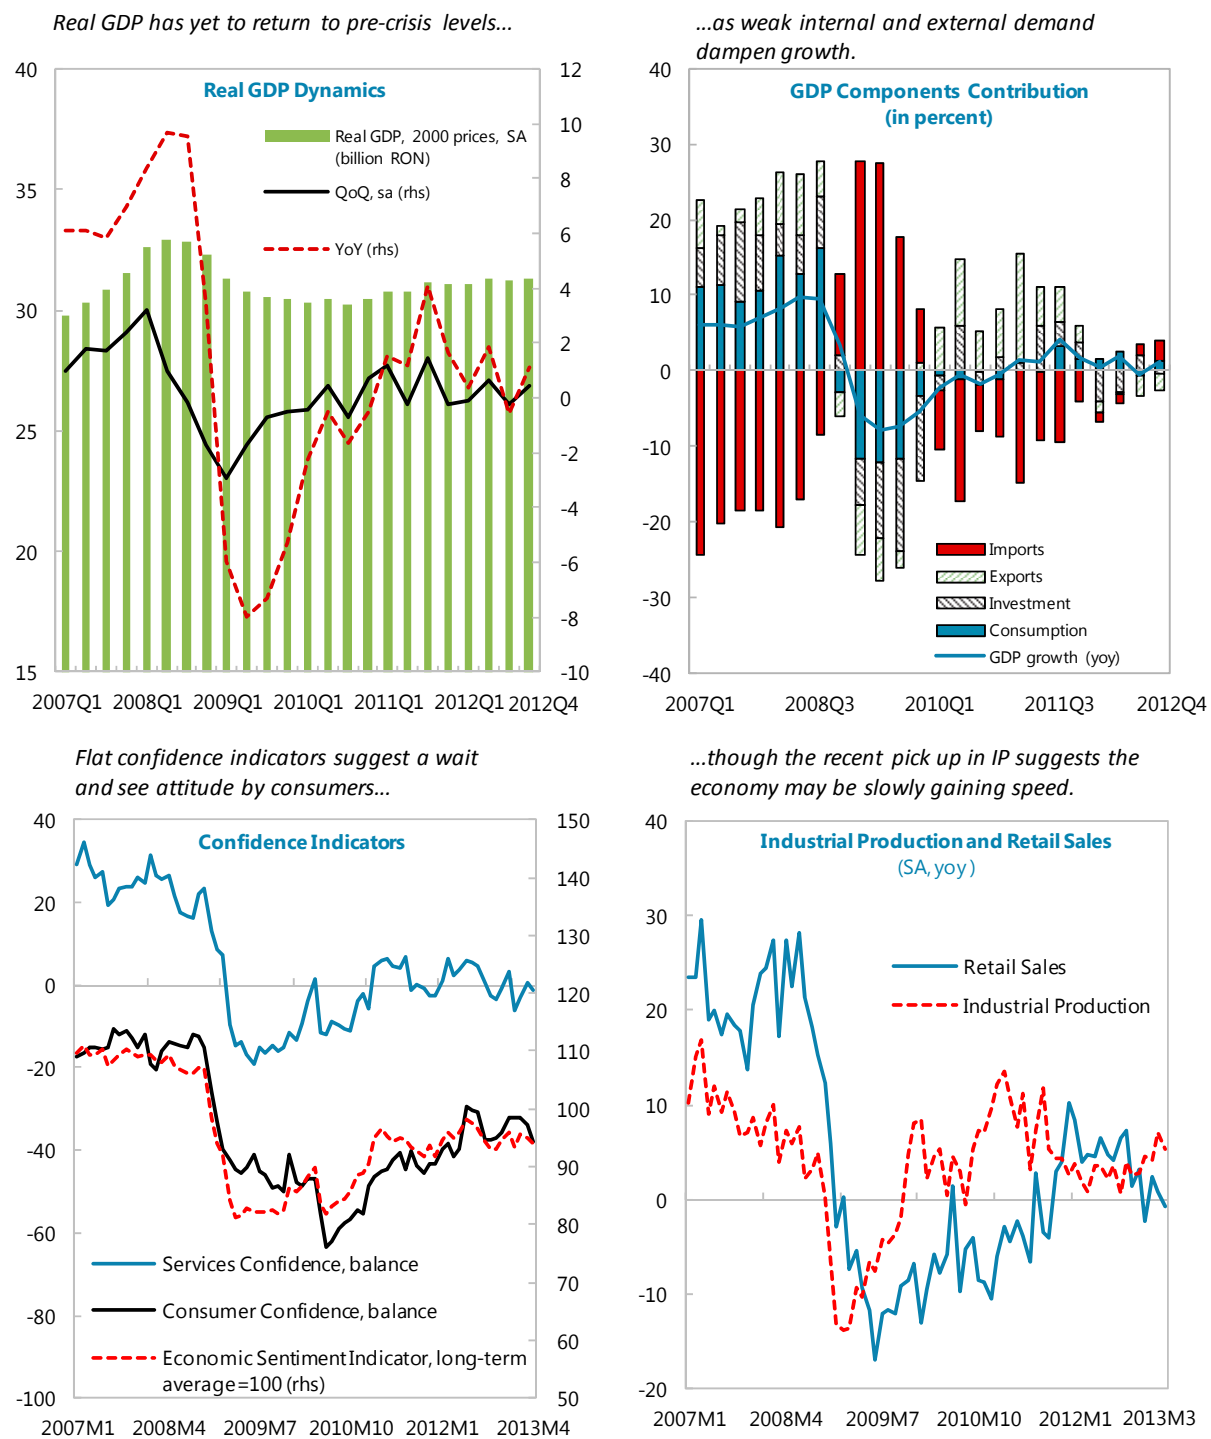 Real GDP has yet to return to pre-crisis levels...
40
35
30
25
20
15
12
10
8
6
4
2
0
-2
-4
-6
-8
-10
Real GDP Dynamics
Real GDP, 2000 prices, SA
(billion RON)
QoQ, sa (rhs)
YoY (rhs)
2007Q1 2008Q1 2009Q1 2010Q1 2011Q1 2012Q1 2012Q4
...as weak internal and external demand
dampen growth.
40
30
20
10
0
-10
-20
-30
-40
GDP Components Contribution
(in percent)
Imports
Exports
Investment
Consumption
GDP growth (yoy)
2007Q1 2008Q3 2010Q1 2011Q3 2012Q4
Flat confidence indicators suggest a wait
and see attitude by consumers...
40
20
0
-20
-40
-60
-80
-100
150
140
130
120
110
100
90
80
70
60
50
Confidence Indicators
Services Confidence, balance
Consumer Confidence, balance
Economic Sentiment Indicator, long-term
average=100 (rhs)
2007M1 2008M4 2009M7 2010M10 2012M1 2013M4
...though the recent pick up in IP suggests the
economy may be slowly gaining speed.
40
30
20
10
0
-10
-20
Industrial Production and Retail Sales
(SA, yoy )
Retail Sales
Industrial Production
2007M1 2008M4 2009M7 2010M10 2012M1 2013M3